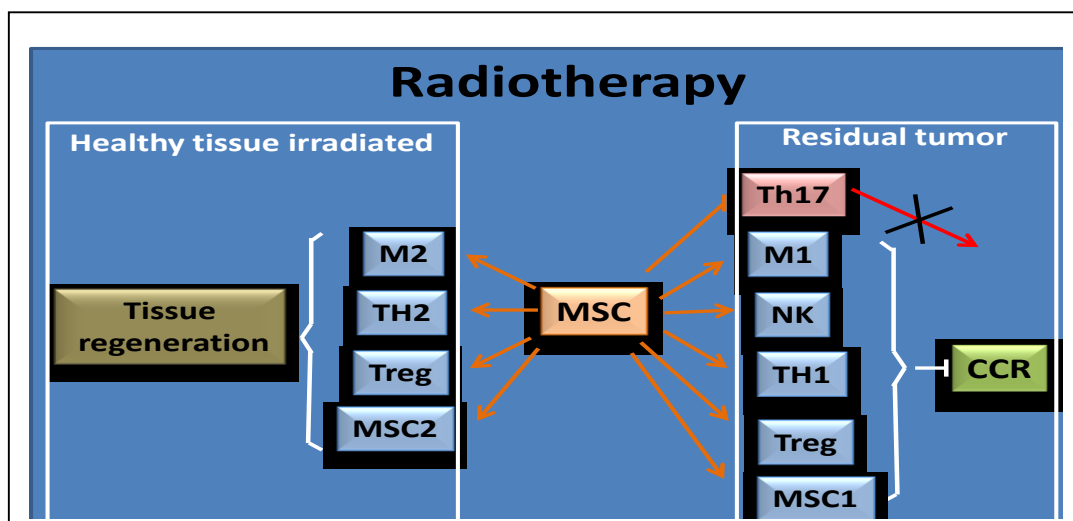 Radiotherapy
Healthy tissue irradiated
M2
TH2
Treg
MSC2
Tissue
regeneration
MSC
Residual tumor
Th17
M1
NK
TH1
Treg
MSC1
CCR